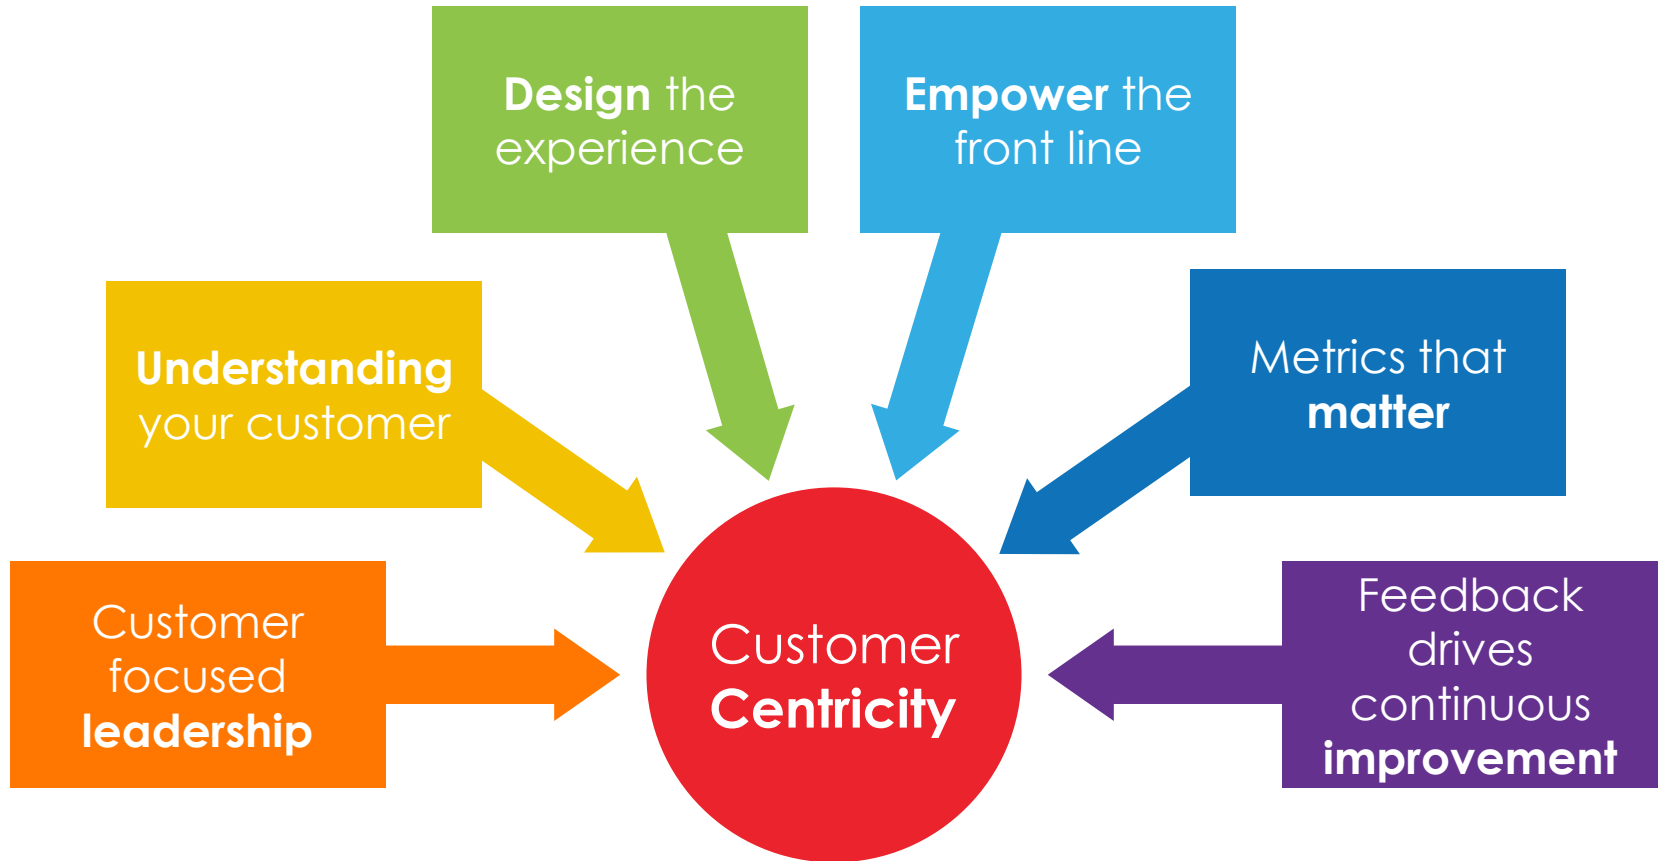 Design the
experience
Empower the
front line
Understanding
your customer
Metrics that
matter
Customer
focused
leadership
Customer
Centricity
Feedback
drives
continuous
improvement